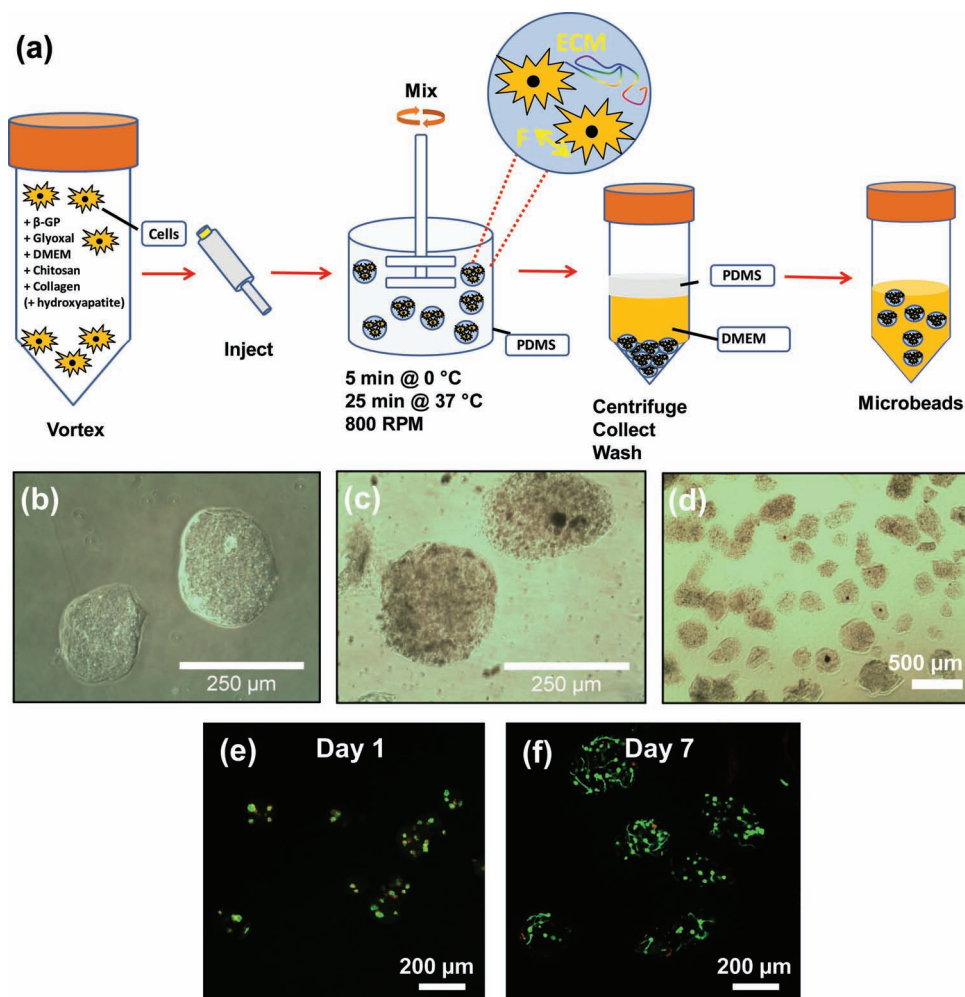 (a)
ECM
F
Mix
Cells
+ β-GP
+ Glyoxal
+ DMEM
+ Chitosan
+ Collagen
(+ hydroxyapatite)
Vortex
Inject
PDMS
5 min @ 0 °C
25 min @ 37 °C
800 RPM
PDMS
DMEM
Centrifuge
Collect
Wash
Microbeads
(b)
250 µm
(c)
250 µm
(d)
500 µm
(e) Day 1
200 µm
(f) Day 7
200 µm